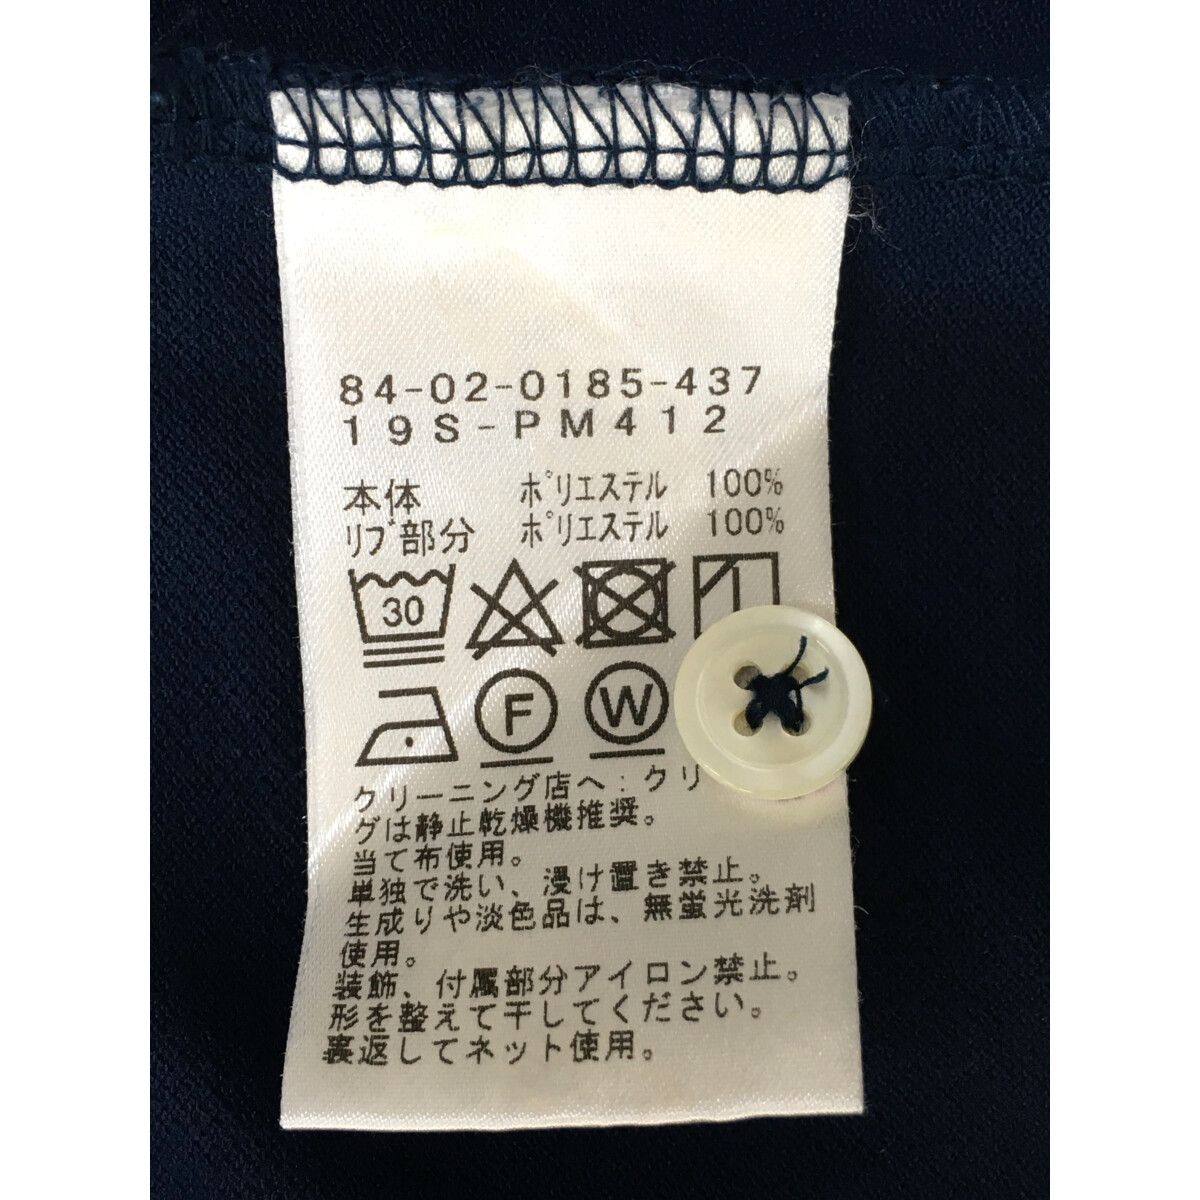 84-02-0185-437
19S-PM412
本体 ポリエステル 100%
リブ部分 ポリエステル 100%
30
F W
クリーニング店へ:クリ
グは静止乾燥機推奨。
当て布使用。
単独で洗い、浸け置き禁止。
生成りや淡色品は、無蛍光洗剤
使用。
装飾、付属部分アイロン禁止。
形を整えて干してください。
裏返してネット使用。